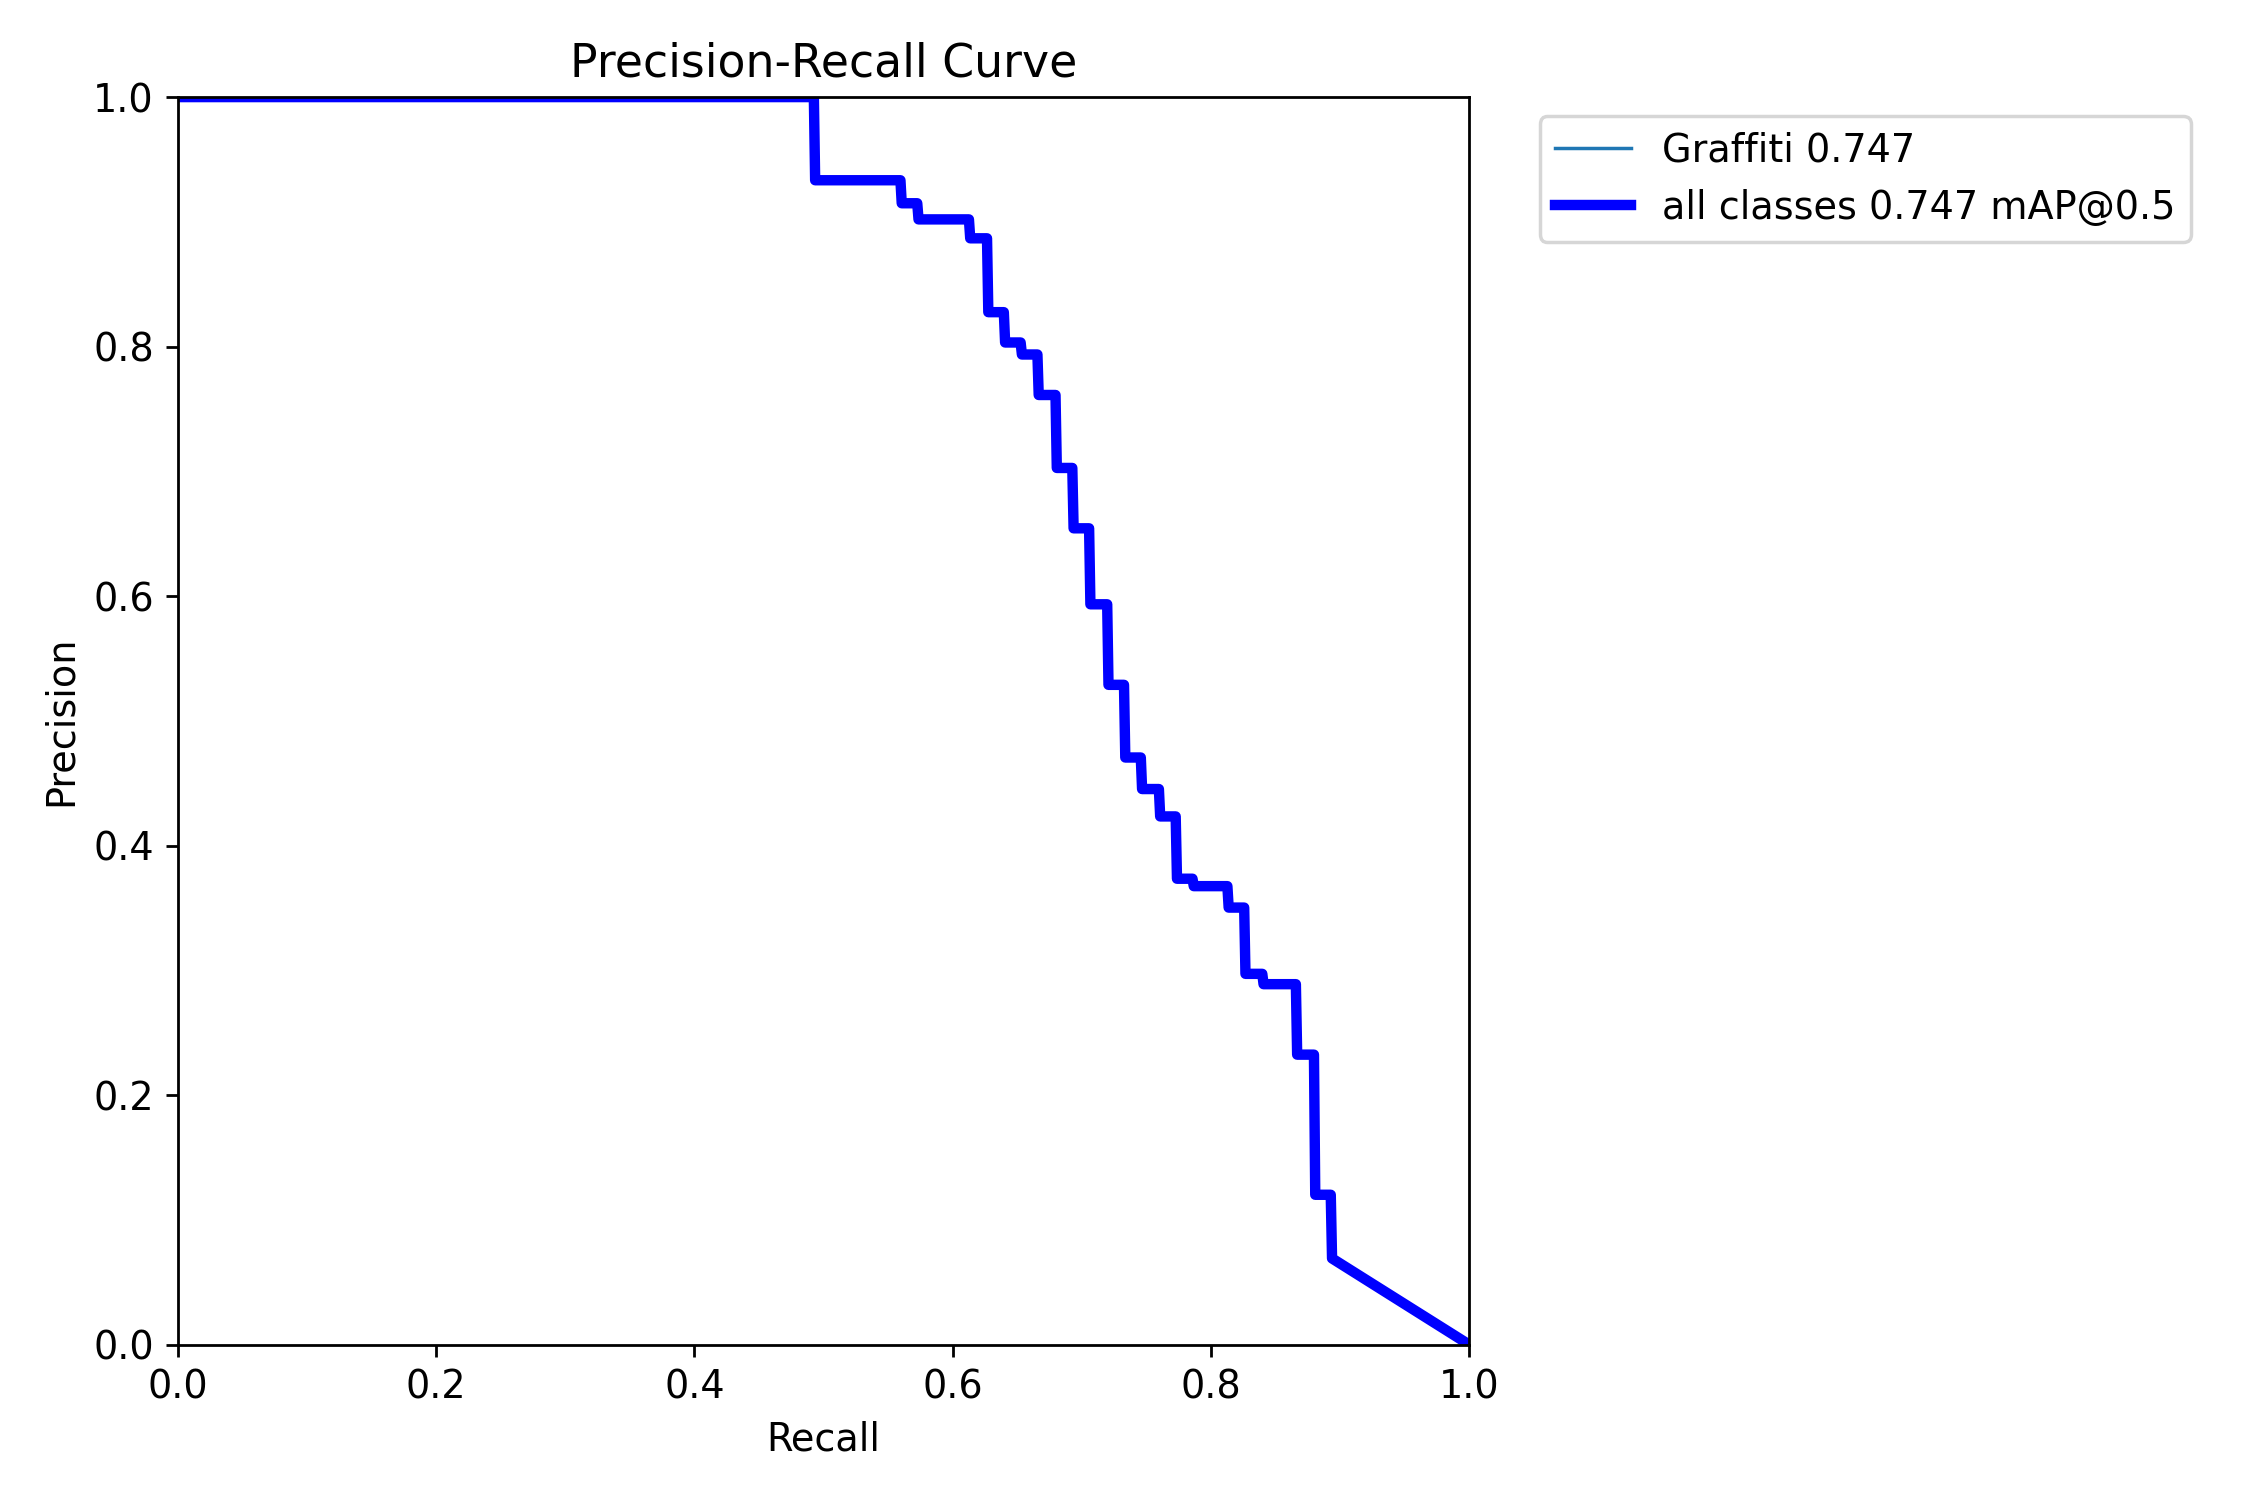 Precision-Recall Curve
1.0
0.8
0.6
0.4
0.2
0.0
Precision
0.0 0.2 0.4 0.6 0.8 1.0
Recall
Graffiti 0.747
all classes 0.747 mAP@0.5